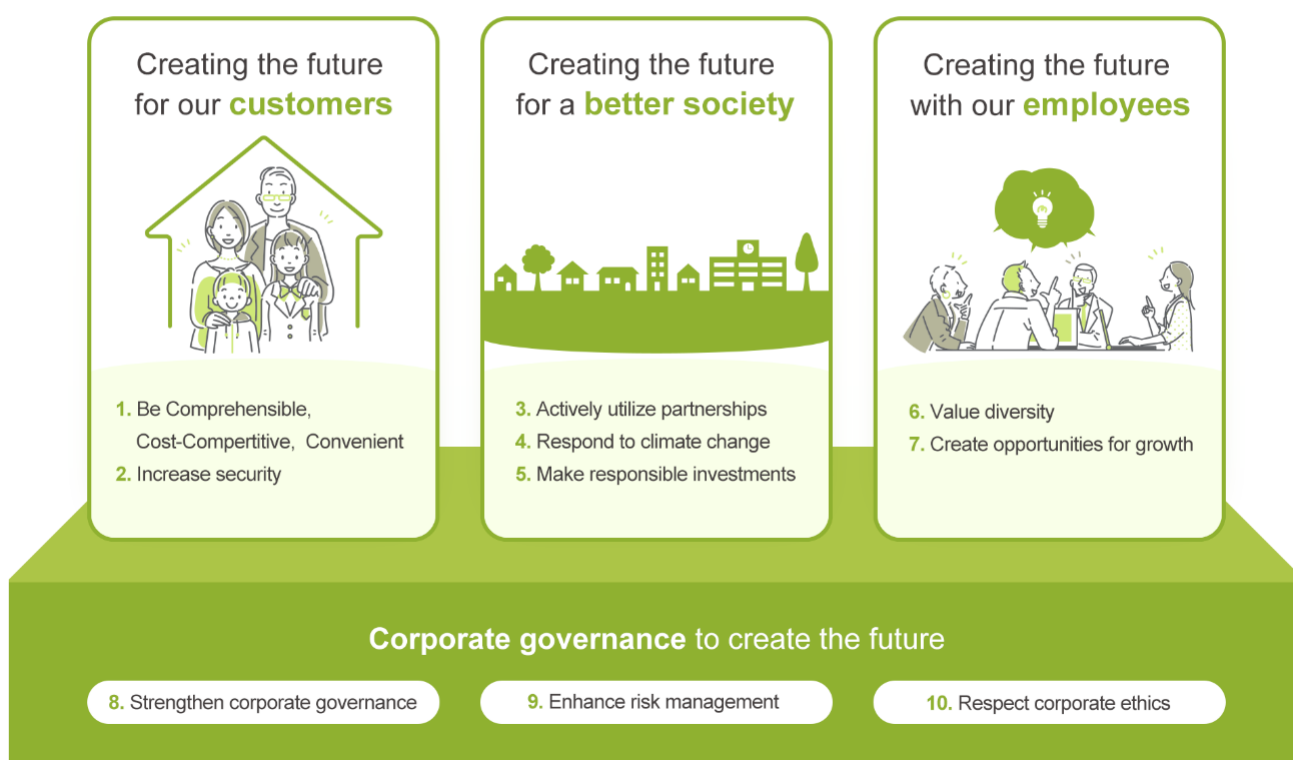 Creating the future
for our customers
1. Be Comprehensible,
Cost-Compertitive, Convenient
2. Increase security
Creating the future
for a better society
3. Actively utilize partnerships
4. Respond to climate change
5. Make responsible investments
Creating the future
with our employees
6. Value diversity
7. Create opportunities for growth
Corporate governance to create the future
8. Strengthen corporate governance
9. Enhance risk management
10. Respect corporate ethics